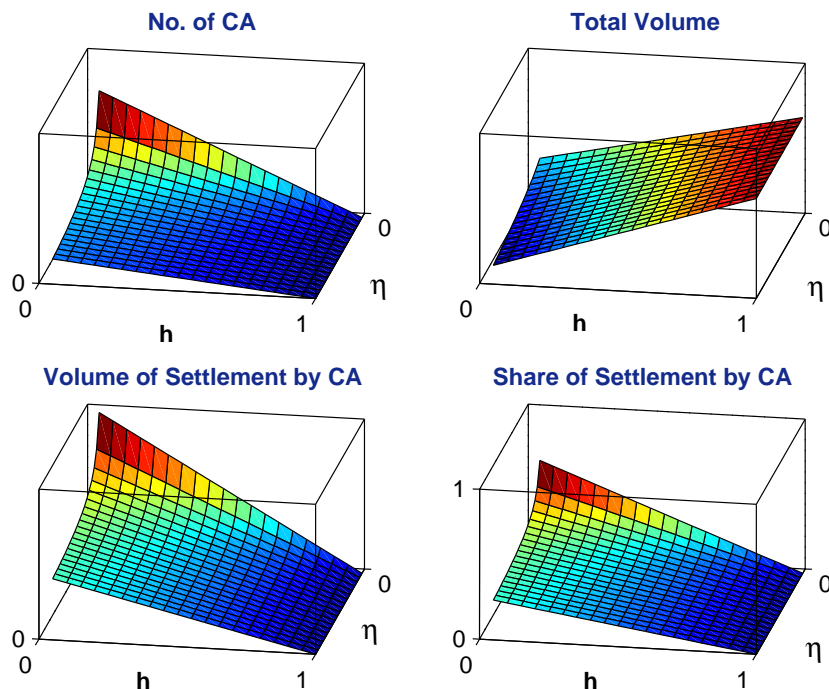 No. of CA
Total Volume
0
0
0
1
η
h
0
0
0
1
η
h
Volume of Settlement by CA
Share of Settlement by CA
0
0
0
1
η
h
1
0
0
0
1
η
h